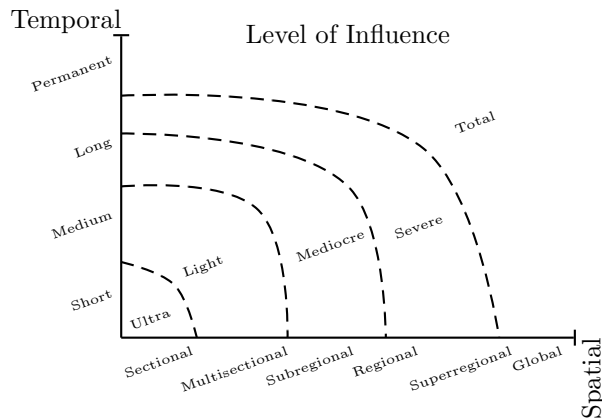 Temporal
Level of Influence
Permanent
Total
Long
Medium
Severe
Mediocre
Light
Short
Ultra
Sectional
Multisectional
Subregional
Regional
Superregional
Global
Spatial